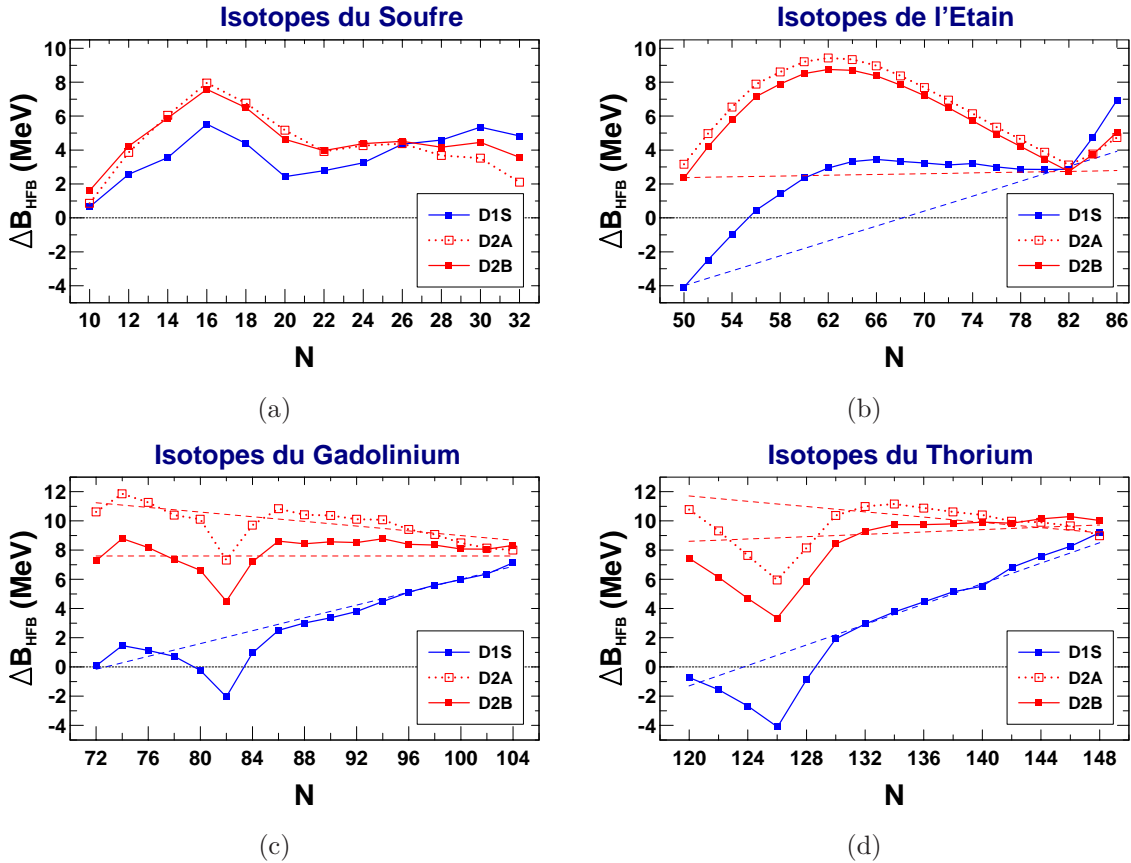 Isotopes du Soufre
ΔB_HFB (MeV)
10
8
6
4
2
0
-2
-4
D1S
D2A
D2B
10 12 14 16 18 20 22 24 26 28 30 32
N
(a)
Isotopes de l'Etain
ΔB_HFB (MeV)
10
8
6
4
2
0
-2
-4
D1S
D2A
D2B
50 54 58 62 66 70 74 78 82 86
N
(b)
Isotopes du Gadolinium
ΔB_HFB (MeV)
12
10
8
6
4
2
0
-2
-4
D1S
D2A
D2B
72 76 80 84 88 92 96 100 104
N
(c)
Isotopes du Thorium
ΔB_HFB (MeV)
12
10
8
6
4
2
0
-2
-4
D1S
D2A
D2B
120 124 128 132 136 140 144 148
N
(d)